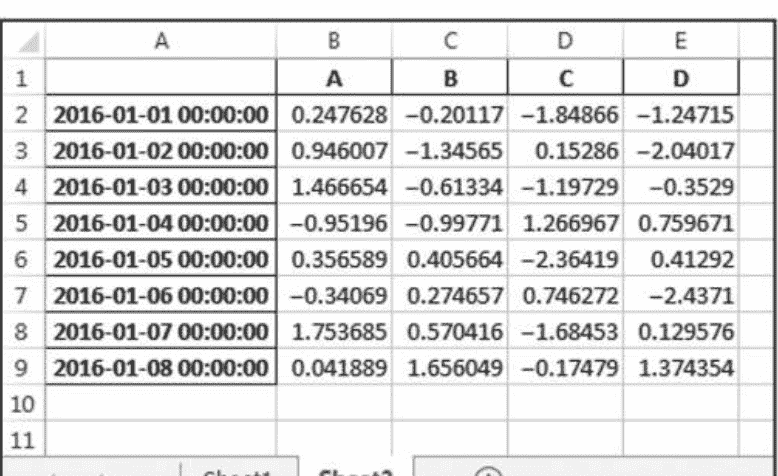 A B C D E
1 A B C D
2 2016-01-01 00:00:00 0.247628 −0.20117 −1.84866 −1.24715
3 2016-01-02 00:00:00 0.946007 −1.34565 0.15286 −2.04017
4 2016-01-03 00:00:00 1.466654 −0.61334 −1.19729 −0.3529
5 2016-01-04 00:00:00 −0.95196 −0.99771 1.266967 0.759671
6 2016-01-05 00:00:00 0.356589 0.405664 −2.36419 0.41292
7 2016-01-06 00:00:00 −0.34069 0.274657 0.746272 −2.4371
8 2016-01-07 00:00:00 1.753685 0.570416 −1.68453 0.129576
9 2016-01-08 00:00:00 0.041889 1.656049 −0.17479 1.374354
10
11